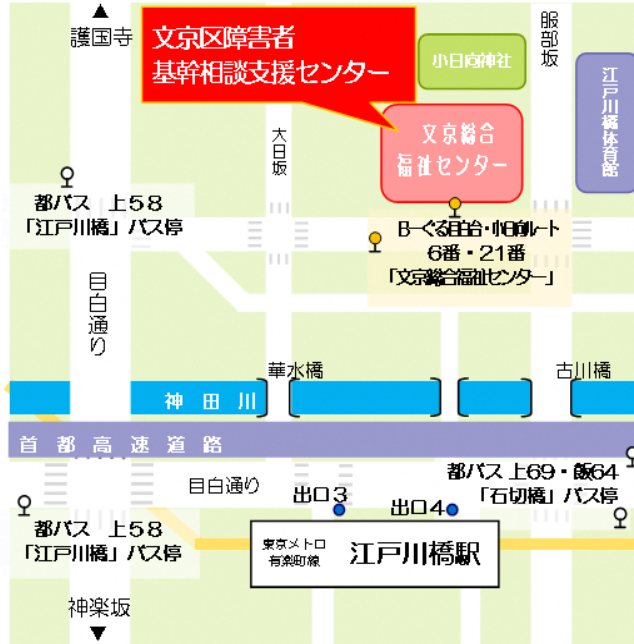 ▲
護国寺
文京区障害者
基幹相談支援センター
服部坂
小日向神社
江戸川橋体育館
大日坂
文京総合
福祉センター
都バス 上58
「江戸川橋」バス停
B-ぐる目白台・小日向ルート
6番・21番
「文京総合福祉センター」
目白通り
華水橋
古川橋
神田川
首都高速道路
目白通り
都バス 上69・飯64
「石切橋」バス停
出口3
出口4
都バス 上58
「江戸川橋」バス停
東京メトロ
有楽町線
江戸川橋駅
神楽坂
▼